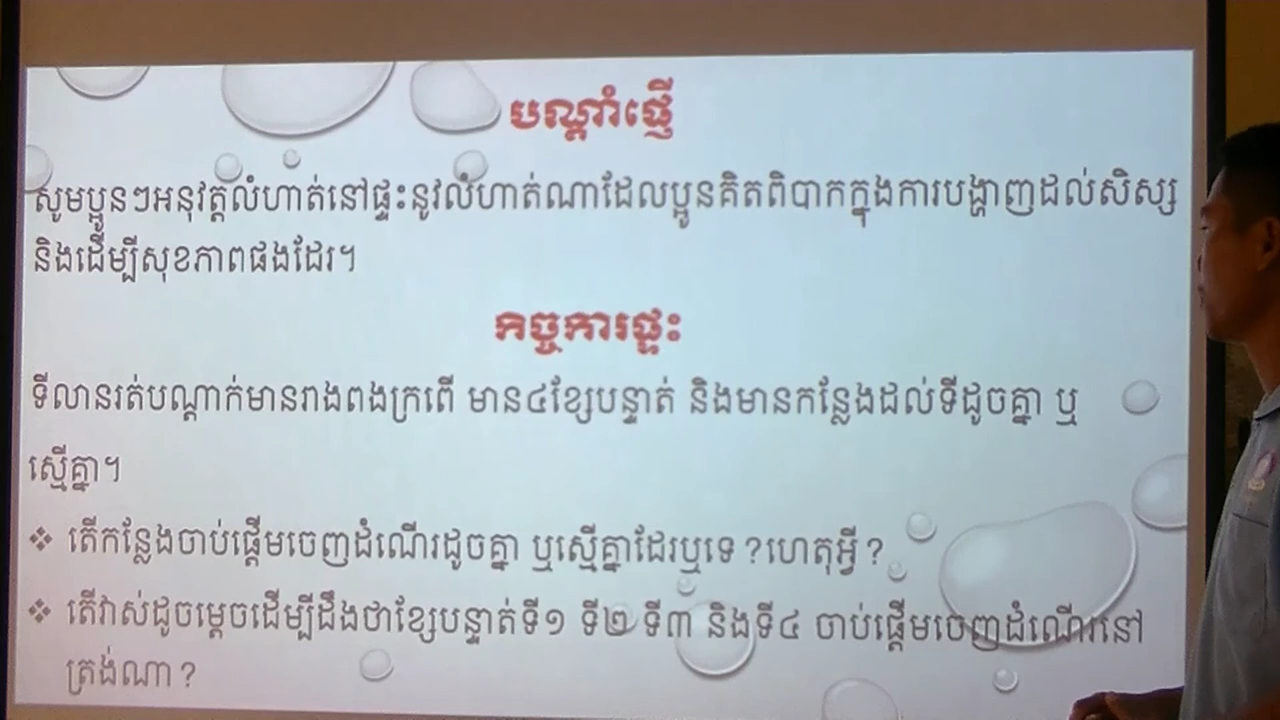 បណ្ដាំផ្ញើ
សូមប្អូនៗអនុវត្តលំហាត់នៅផ្ទះនូវលំហាត់ណាដែលប្អូនគិតពិបាកក្នុងការបង្ហាញដល់សិស្ស
និងដើម្បីសុខភាពផងដែរ។
កិច្ចការផ្ទះ
ទីលានរត់បណ្ដាក់មានរាងពងក្រពើ មាន៤ខ្សែបន្ទាត់ និងមានកន្លែងដល់ទីដូចគ្នា ឬ
ស្មើគ្នា។
❖ តើកន្លែងចាប់ផ្ដើមចេញដំណើរដូចគ្នា ឬស្មើគ្នាដែរឬទេ?ហេតុអ្វី?
❖ តើវាស់ដូចម្ដេចដើម្បីដឹងថាខ្សែបន្ទាត់ទី១ ទី២ ទី៣ និងទី៤ ចាប់ផ្ដើមចេញដំណើរនៅ
ត្រង់ណា?